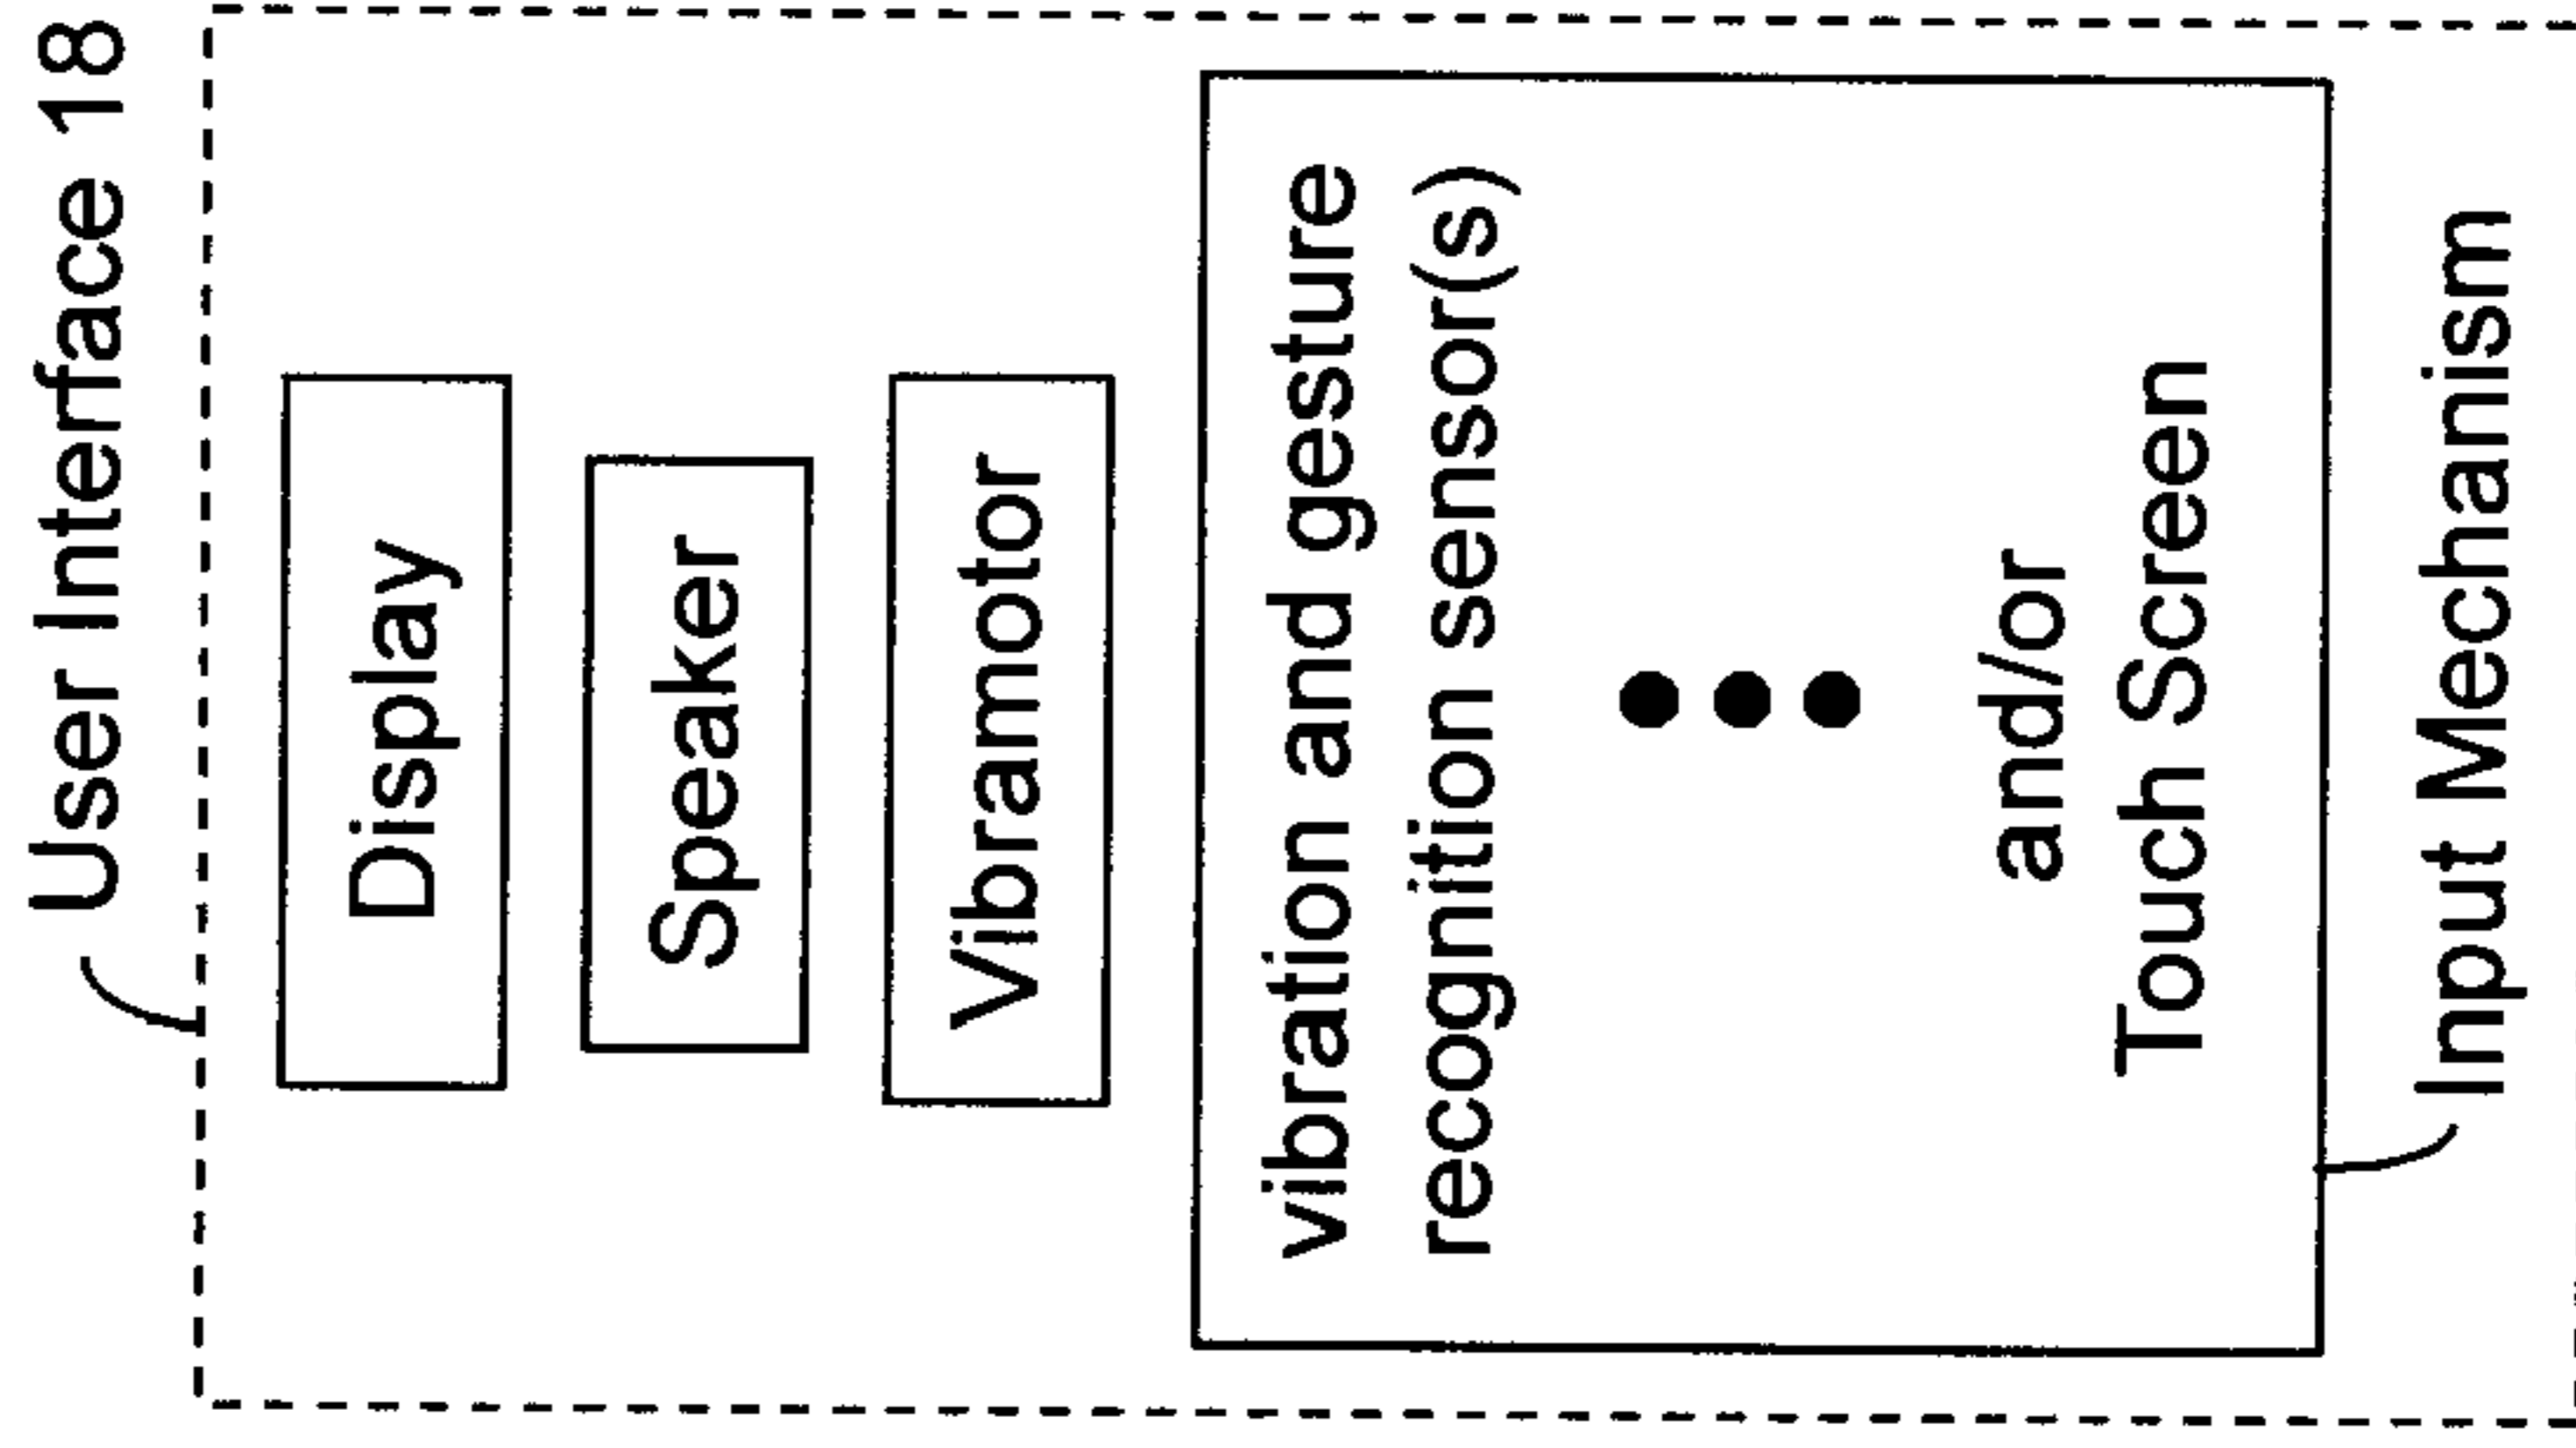 User Interface 18
Display
Speaker
Vibramotor
vibration and gesture
recognition sensor(s)
and/or
Touch Screen
Input Mechanism